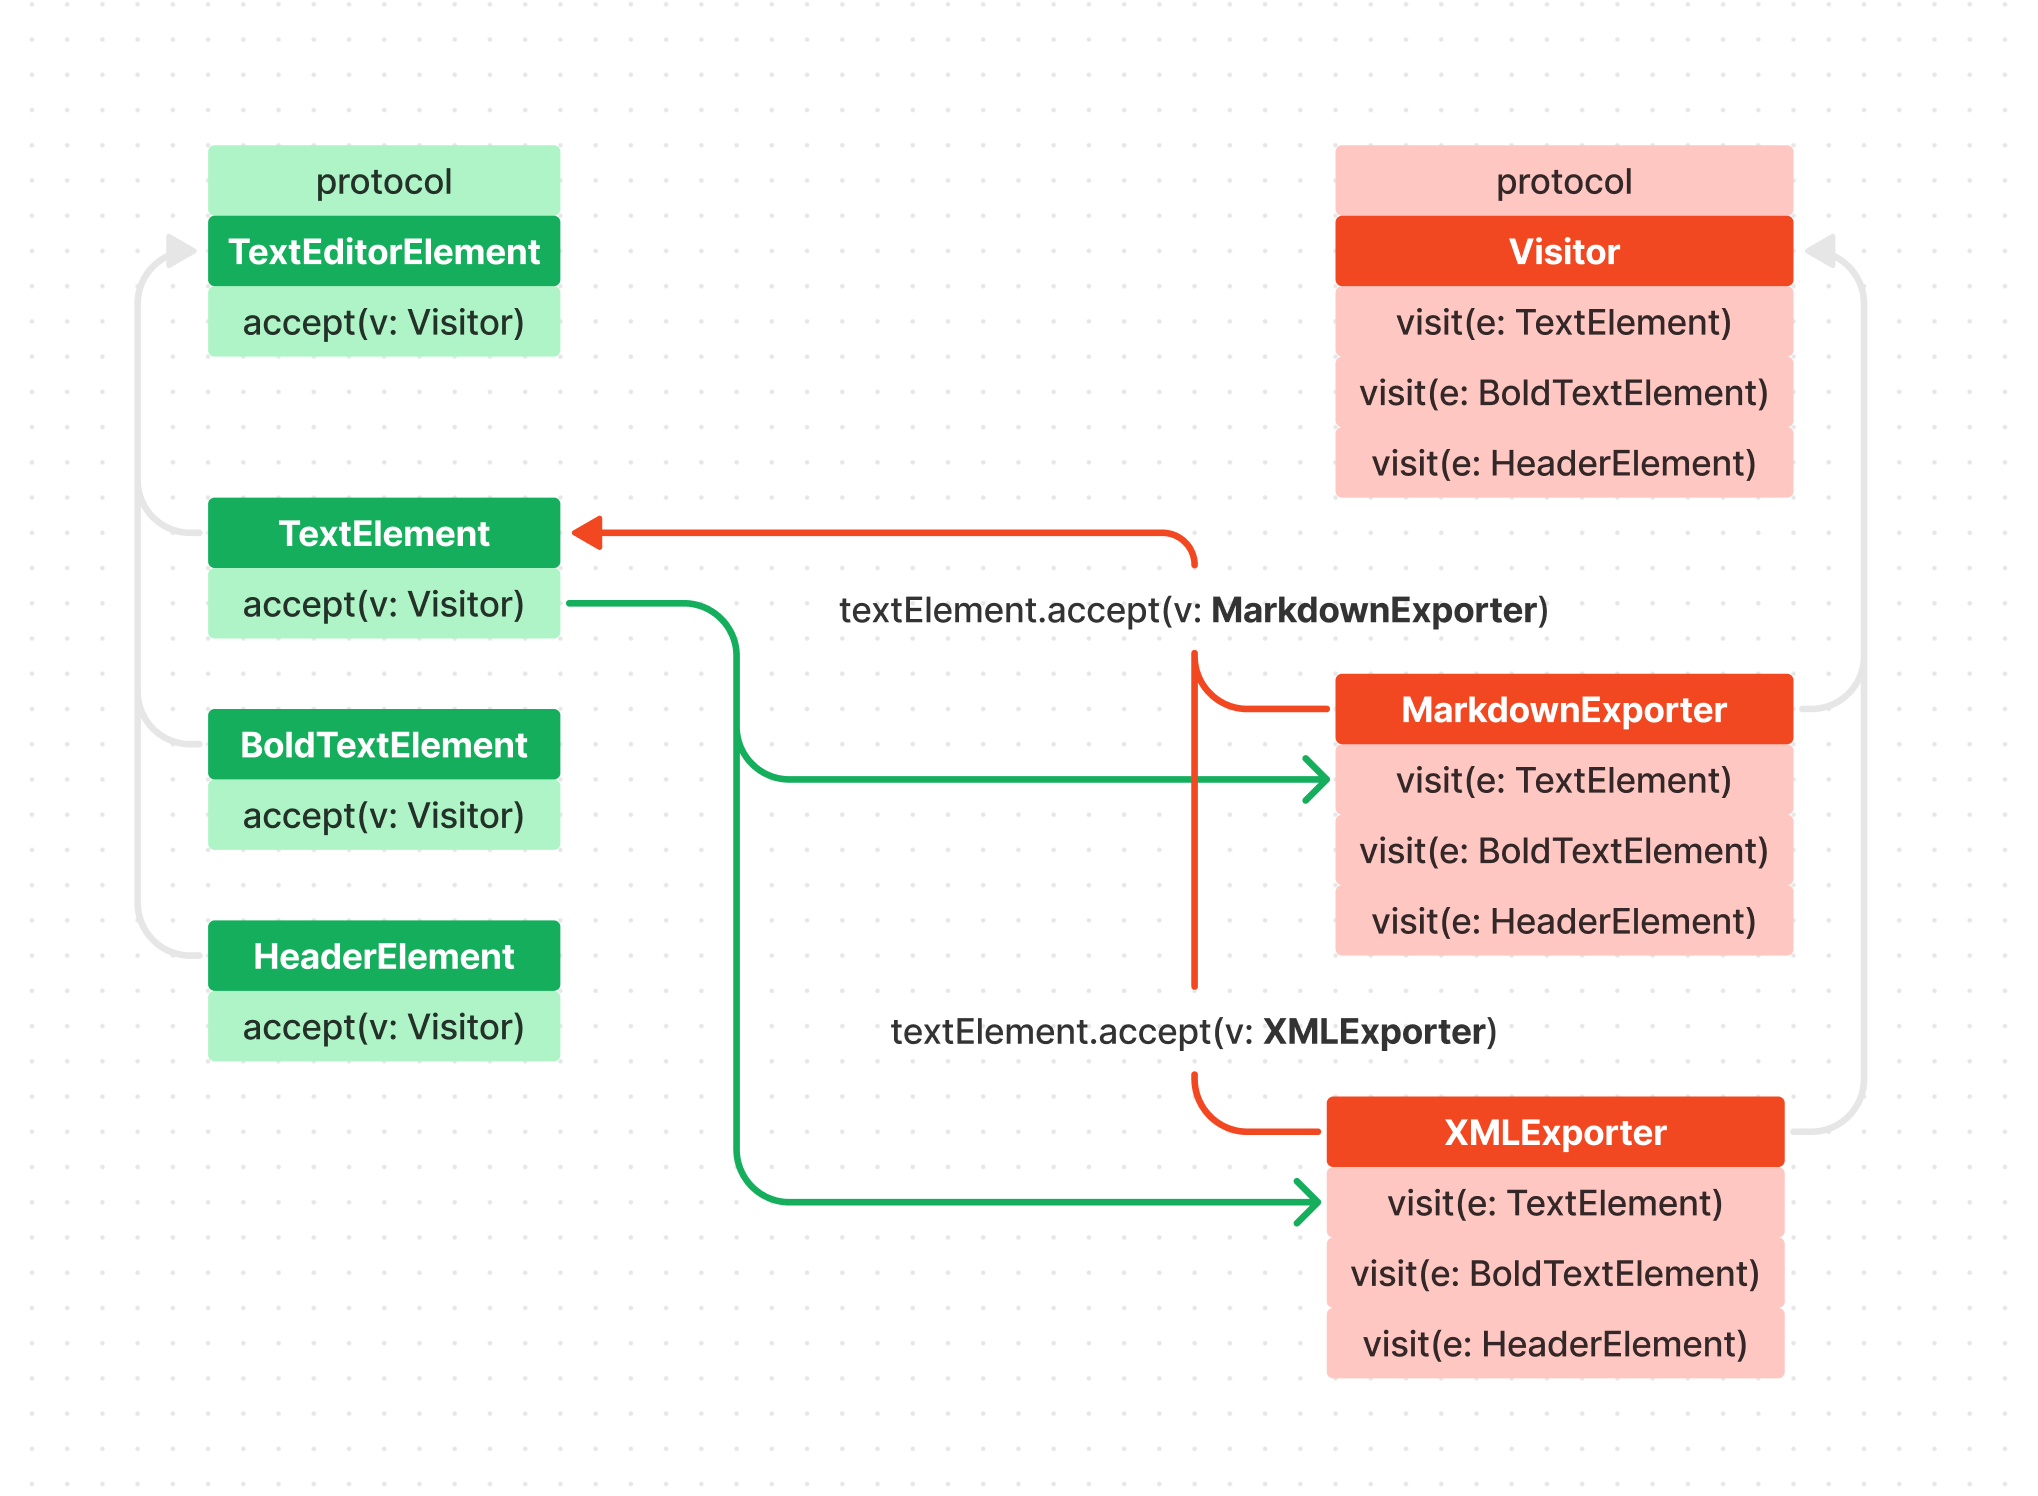 protocol
TextEditorElement
accept(v: Visitor)
TextElement
accept(v: Visitor)
BoldTextElement
accept(v: Visitor)
HeaderElement
accept(v: Visitor)
textElement.accept(v: MarkdownExporter)
textElement.accept(v: XMLExporter)
protocol
Visitor
visit(e: TextElement)
visit(e: BoldTextElement)
visit(e: HeaderElement)
MarkdownExporter
visit(e: TextElement)
visit(e: BoldTextElement)
visit(e: HeaderElement)
XMLExporter
visit(e: TextElement)
visit(e: BoldTextElement)
visit(e: HeaderElement)